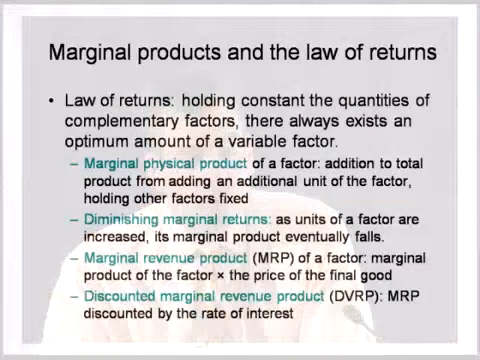 Marginal products and the law of returns
• Law of returns: holding constant the quantities of
complementary factors, there always exists an
optimum amount of a variable factor.
– Marginal physical product of a factor: addition to total
product from adding an additional unit of the factor,
holding other factors fixed
– Diminishing marginal returns: as units of a factor are
increased, its marginal product eventually falls.
– Marginal revenue product (MRP) of a factor: marginal
product of the factor × the price of the final good
– Discounted marginal revenue product (DVRP): MRP
discounted by the rate of interest